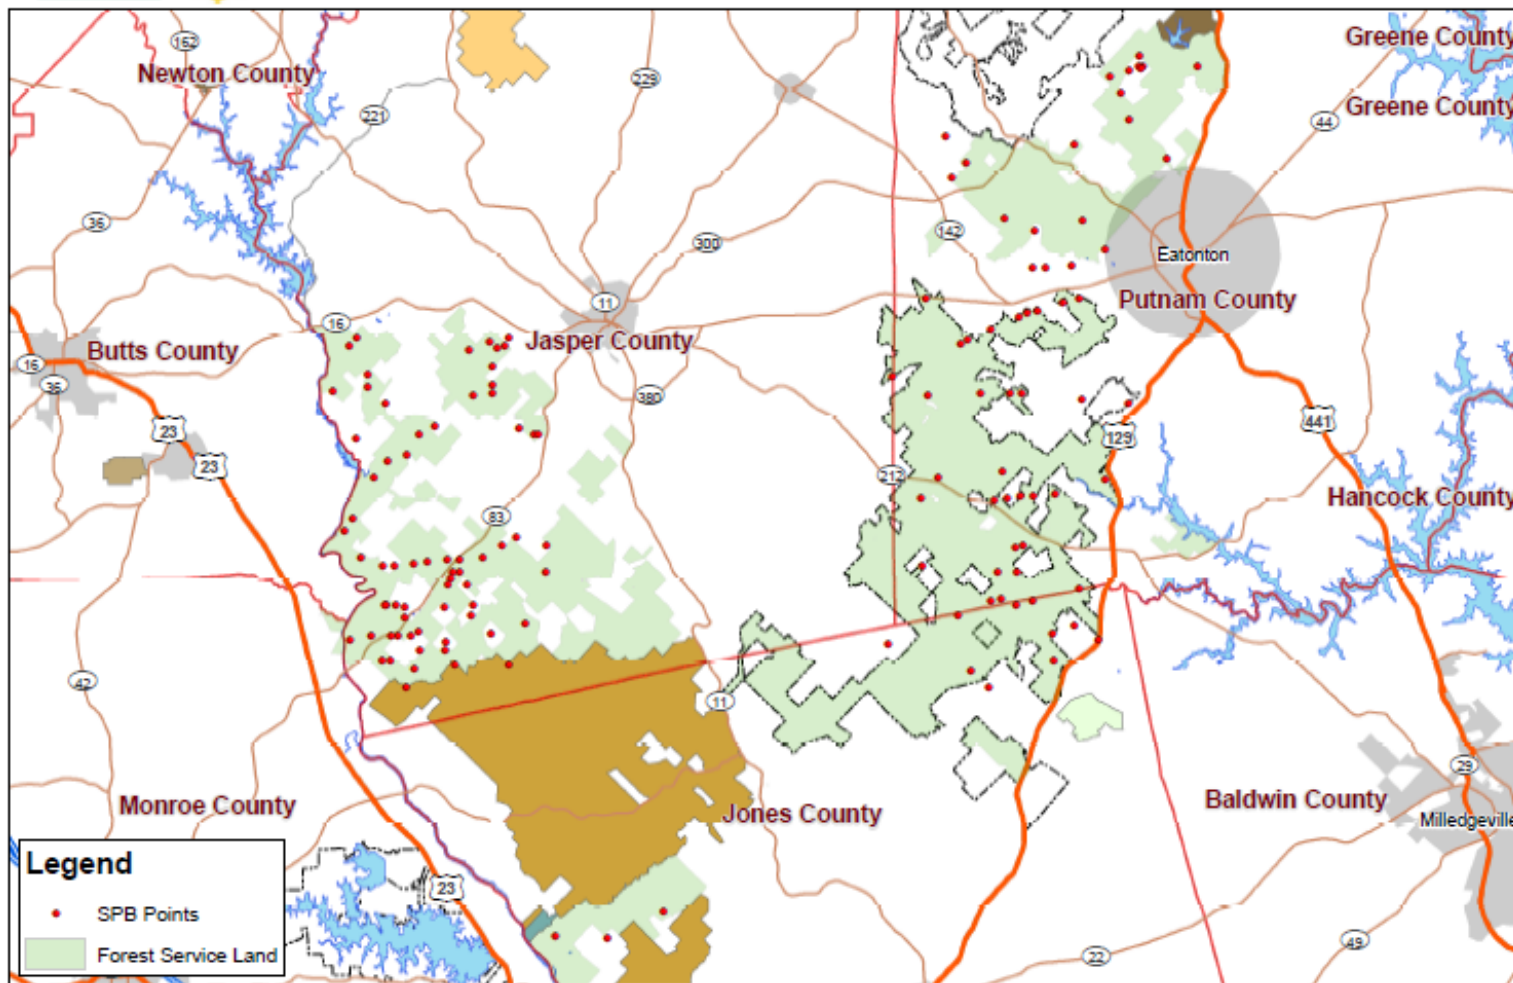 162
Newton County
229
Greene County
221
44
Greene County
36
142
300
Eatonton
11
Putnam County
16
Jasper County
Butts County
16
36
380
23
129
441
23
212
Hancock County
83
42
11
29
Monroe County
Jones County
Baldwin County
Milledgeville
Legend
23
SPB Points
49
Forest Service Land
22